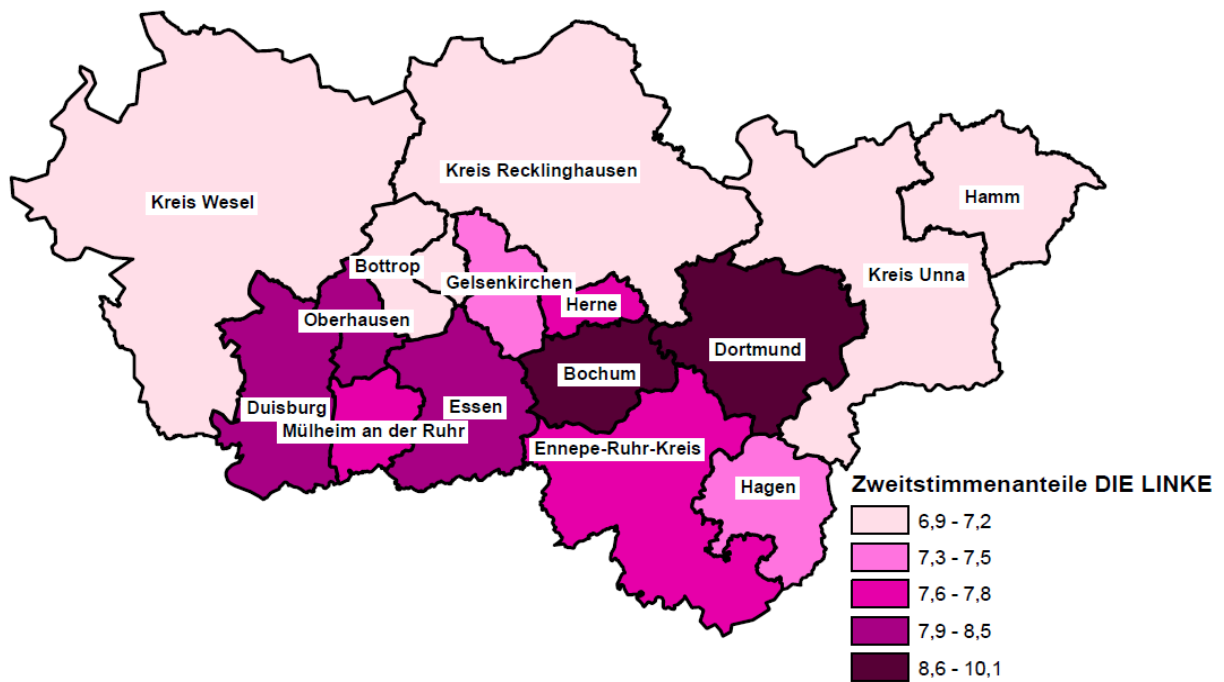 Kreis Recklinghausen
Kreis Wesel
Hamm
Bottrop
Kreis Unna
Gelsenkirchen
Herne
Oberhausen
Dortmund
Bochum
Duisburg
Essen
Mülheim an der Ruhr
Ennepe-Ruhr-Kreis
Hagen
Zweitstimmenanteile DIE LINKE
6,9 - 7,2
7,3 - 7,5
7,6 - 7,8
7,9 - 8,5
8,6 - 10,1